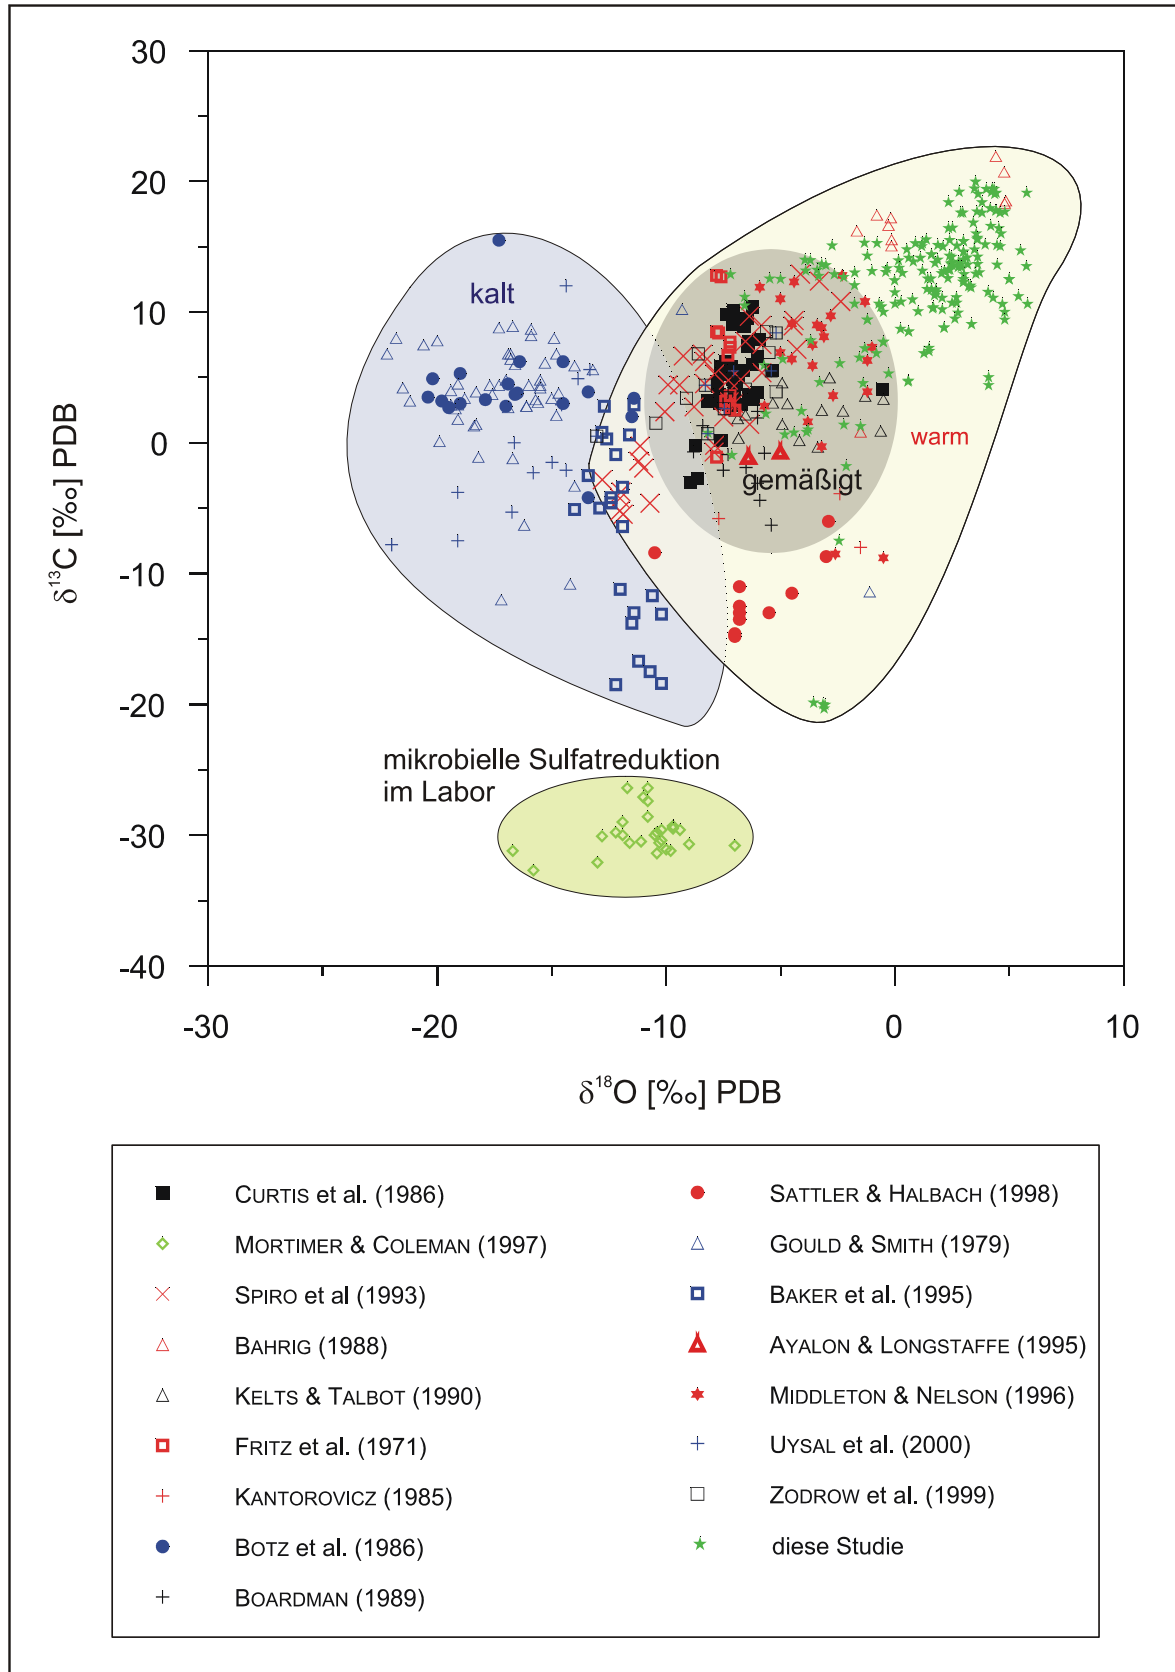 30
20
10
0
-10
-20
-30
-40
δ13C [‰] PDB
kalt
warm
gemäßigt
mikrobielle Sulfatreduktion
im Labor
-30
-20
-10
0
10
δ18O [‰] PDB
CURTIS et al. (1986)
MORTIMER & COLEMAN (1997)
SPIRO et al (1993)
BAHRIG (1988)
KELTS & TALBOT (1990)
FRITZ et al. (1971)
KANTOROVICZ (1985)
BOTZ et al. (1986)
BOARDMAN (1989)
SATTLER & HALBACH (1998)
GOULD & SMITH (1979)
BAKER et al. (1995)
AYALON & LONGSTAFFE (1995)
MIDDLETON & NELSON (1996)
UYSAL et al. (2000)
ZODROW et al. (1999)
diese Studie